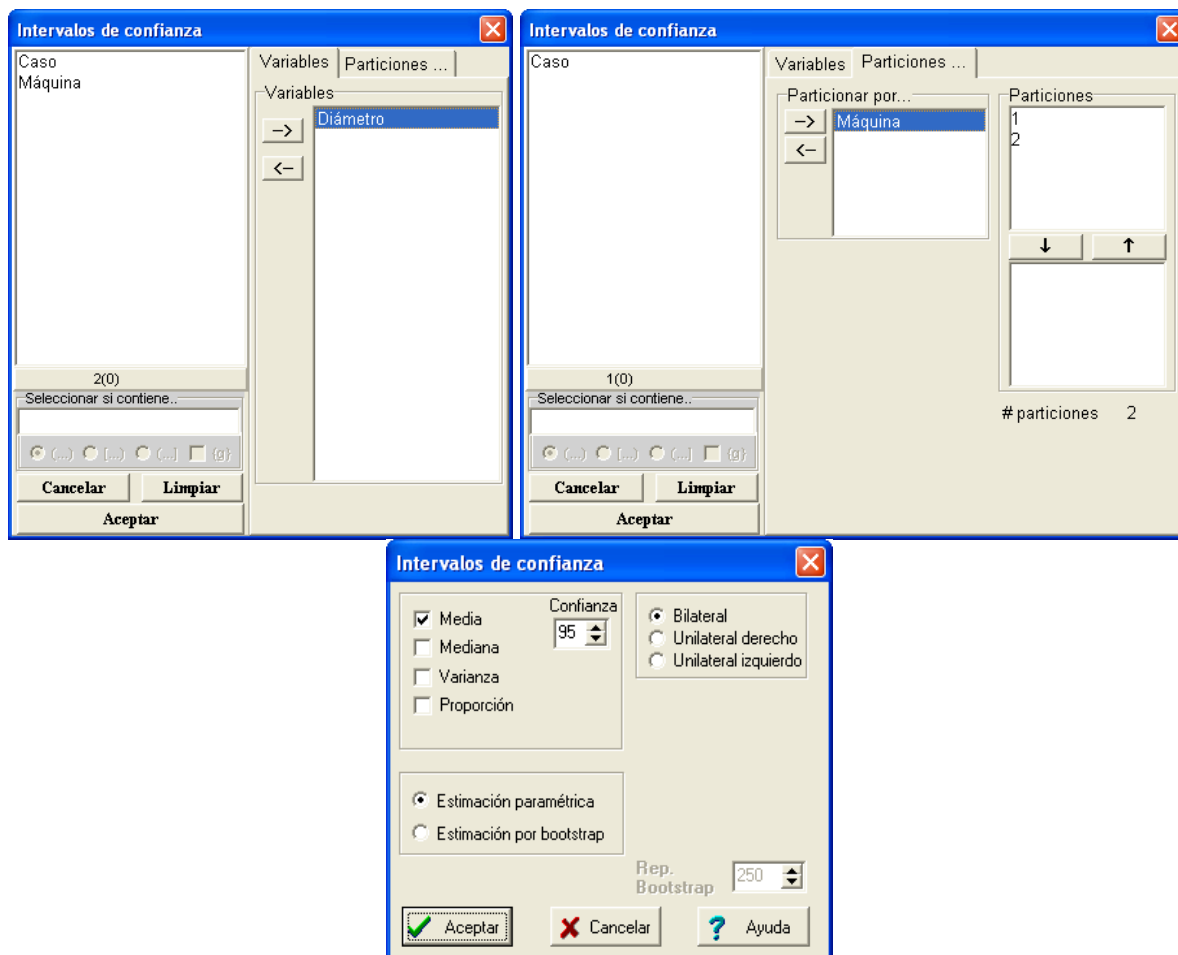 Intervalos de confianza
Caso
Máquina
Variables
Particiones ...
Variables
Diámetro
-->
<--
2(0)
Seleccionar si contiene..
(...) [...) (...] {g}
Cancelar
Limpiar
Aceptar
Intervalos de confianza
Caso
Variables
Particiones ...
Particionar por...
-->
Máquina
<--
Particiones
1
2
↓
↑
# particiones 2
1(0)
Seleccionar si contiene..
(...) [...) (...] {g}
Cancelar
Limpiar
Aceptar
Intervalos de confianza
Media
Mediana
Varianza
Proporción
Confianza
95
Bilateral
Unilateral derecho
Unilateral izquierdo
Estimación paramétrica
Estimación por bootstrap
Rep.
Bootstrap
250
Aceptar
Cancelar
? Ayuda